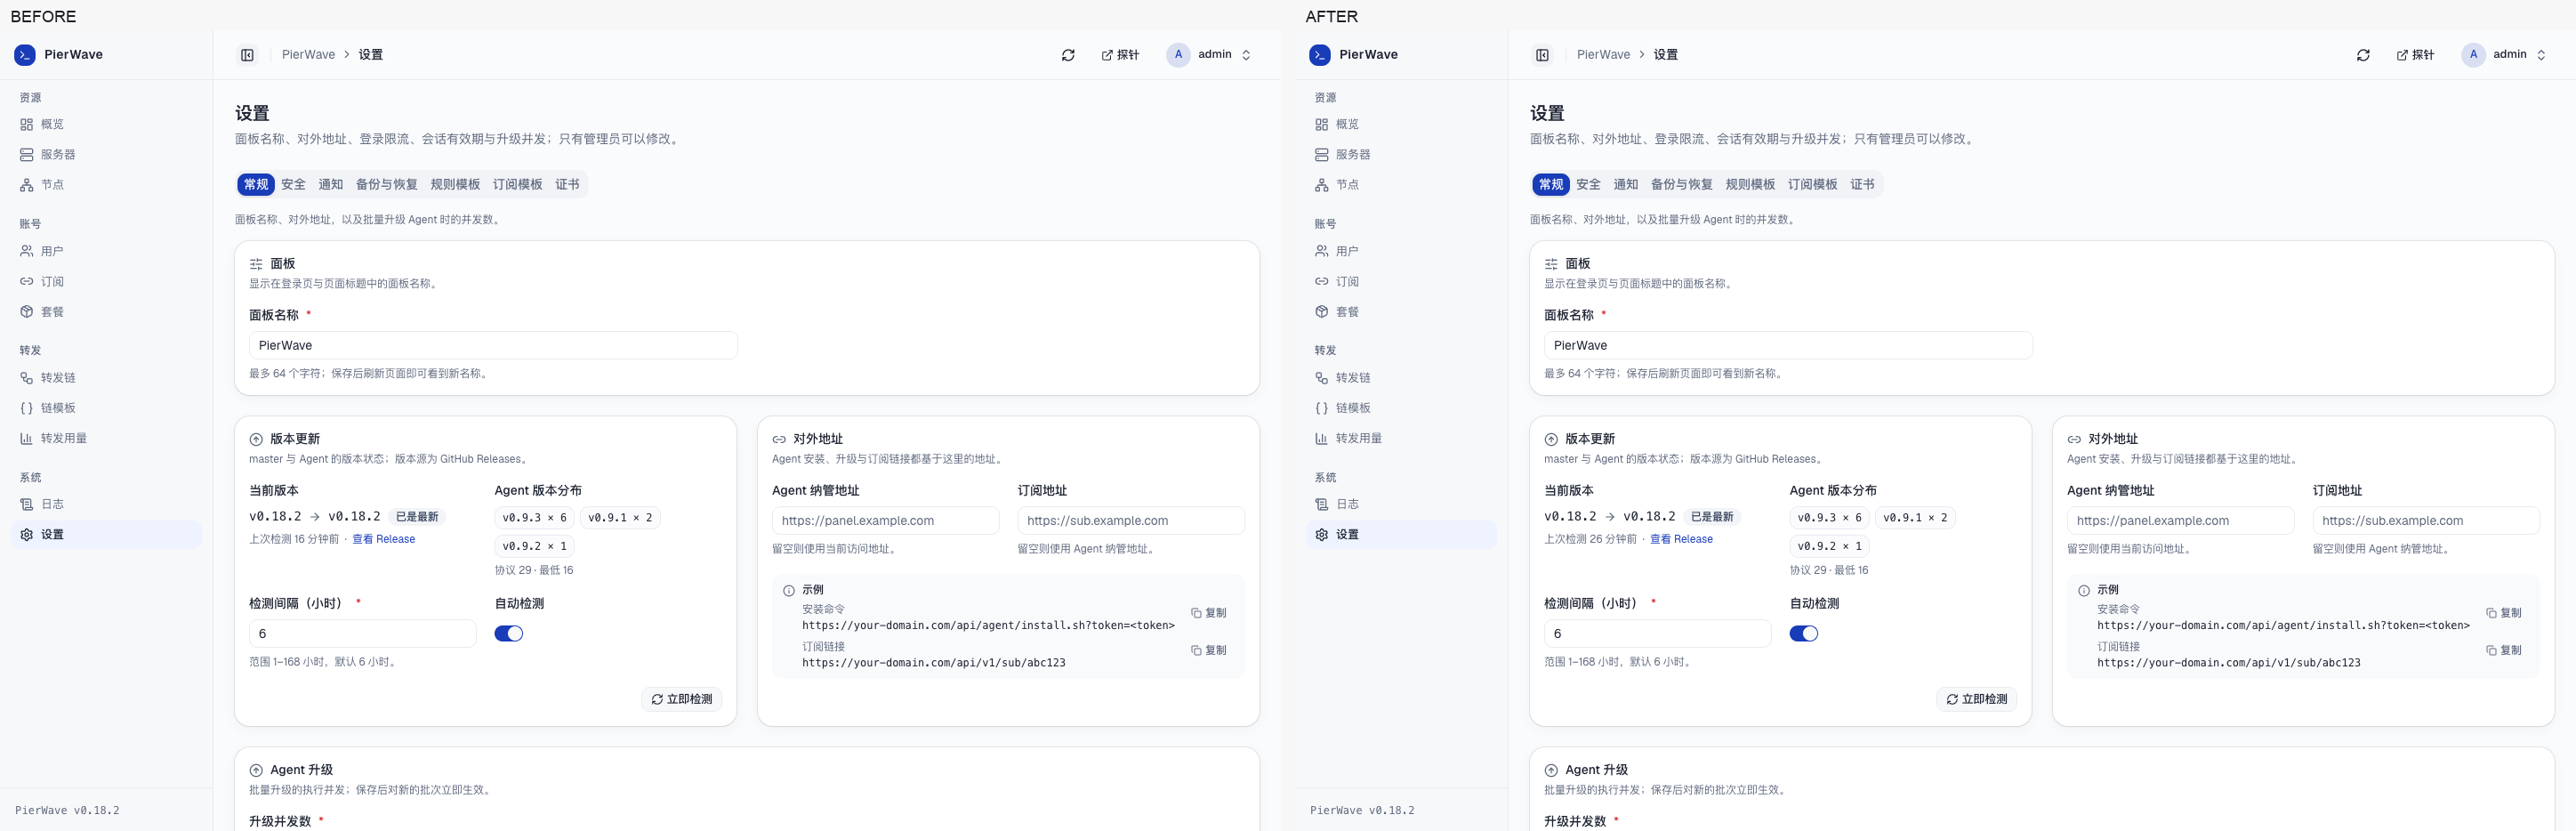 BEFORE
PierWave
资源
概览
服务器
节点
账号
用户
订阅
套餐
转发
转发链
链模板
转发用量
系统
日志
设置
PierWave v0.18.2
PierWave > 设置
探针
A admin
设置
面板名称、对外地址、登录限流、会话有效期与升级并发；只有管理员可以修改。
常规 安全 通知 备份与恢复 规则模板 订阅模板 证书
面板名称、对外地址，以及批量升级 Agent 时的并发数。
面板
显示在登录页与页面标题中的面板名称。
面板名称 *
PierWave
最多 64 个字符；保存后刷新页面即可看到新名称。
版本更新
master 与 Agent 的版本状态；版本源为 GitHub Releases。
当前版本
v0.18.2 → v0.18.2 已是最新
上次检测 16 分钟前 · 查看 Release
Agent 版本分布
v0.9.3 × 6 v0.9.1 × 2
v0.9.2 × 1
协议 29 · 最低 16
检测间隔（小时） *
6
范围 1–168 小时，默认 6 小时。
自动检测
立即检测
对外地址
Agent 安装、升级与订阅链接都基于这里的地址。
Agent 纳管地址
https://panel.example.com
留空则使用当前访问地址。
订阅地址
https://sub.example.com
留空则使用 Agent 纳管地址。
示例
安装命令
https://your-domain.com/api/agent/install.sh?token=<token>
复制
订阅链接
https://your-domain.com/api/v1/sub/abc123
复制
Agent 升级
批量升级的执行并发；保存后对新的批次立即生效。
升级并发数 *
AFTER
PierWave
资源
概览
服务器
节点
账号
用户
订阅
套餐
转发
转发链
链模板
转发用量
系统
日志
设置
PierWave v0.18.2
PierWave > 设置
探针
A admin
设置
面板名称、对外地址、登录限流、会话有效期与升级并发；只有管理员可以修改。
常规 安全 通知 备份与恢复 规则模板 订阅模板 证书
面板名称、对外地址，以及批量升级 Agent 时的并发数。
面板
显示在登录页与页面标题中的面板名称。
面板名称 *
PierWave
最多 64 个字符；保存后刷新页面即可看到新名称。
版本更新
master 与 Agent 的版本状态；版本源为 GitHub Releases。
当前版本
v0.18.2 → v0.18.2 已是最新
上次检测 26 分钟前 · 查看 Release
Agent 版本分布
v0.9.3 × 6 v0.9.1 × 2
v0.9.2 × 1
协议 29 · 最低 16
检测间隔（小时） *
6
范围 1–168 小时，默认 6 小时。
自动检测
立即检测
对外地址
Agent 安装、升级与订阅链接都基于这里的地址。
Agent 纳管地址
https://panel.example.com
留空则使用当前访问地址。
订阅地址
https://sub.example.com
留空则使用 Agent 纳管地址。
示例
安装命令
https://your-domain.com/api/agent/install.sh?token=<token>
复制
订阅链接
https://your-domain.com/api/v1/sub/abc123
复制
Agent 升级
批量升级的执行并发；保存后对新的批次立即生效。
升级并发数 *